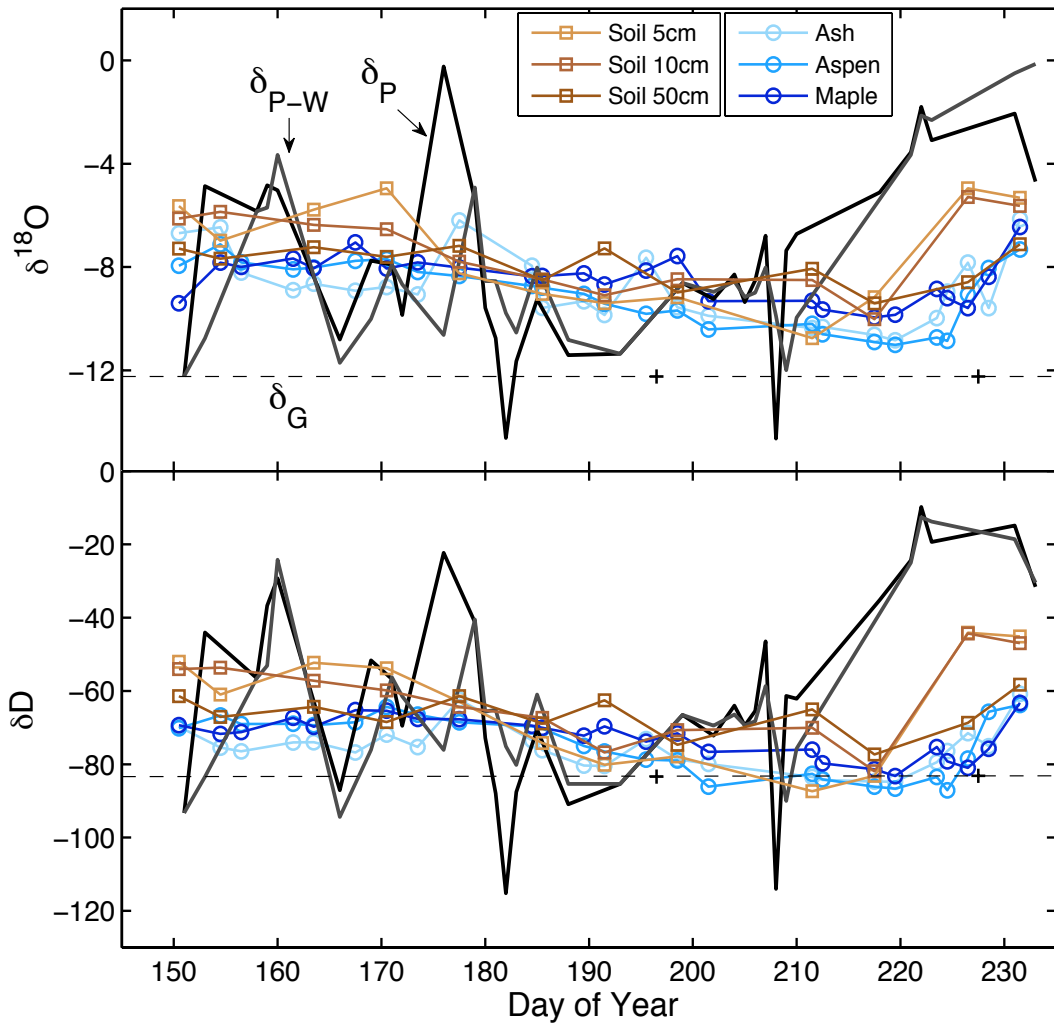 Soil 5cm
Soil 10cm
Soil 50cm
Ash
Aspen
Maple
δP−W
δP
δG
δ18O
0
−4
−8
−12
δD
0
−20
−40
−60
−80
−100
−120
150 160 170 180 190 200 210 220 230
Day of Year